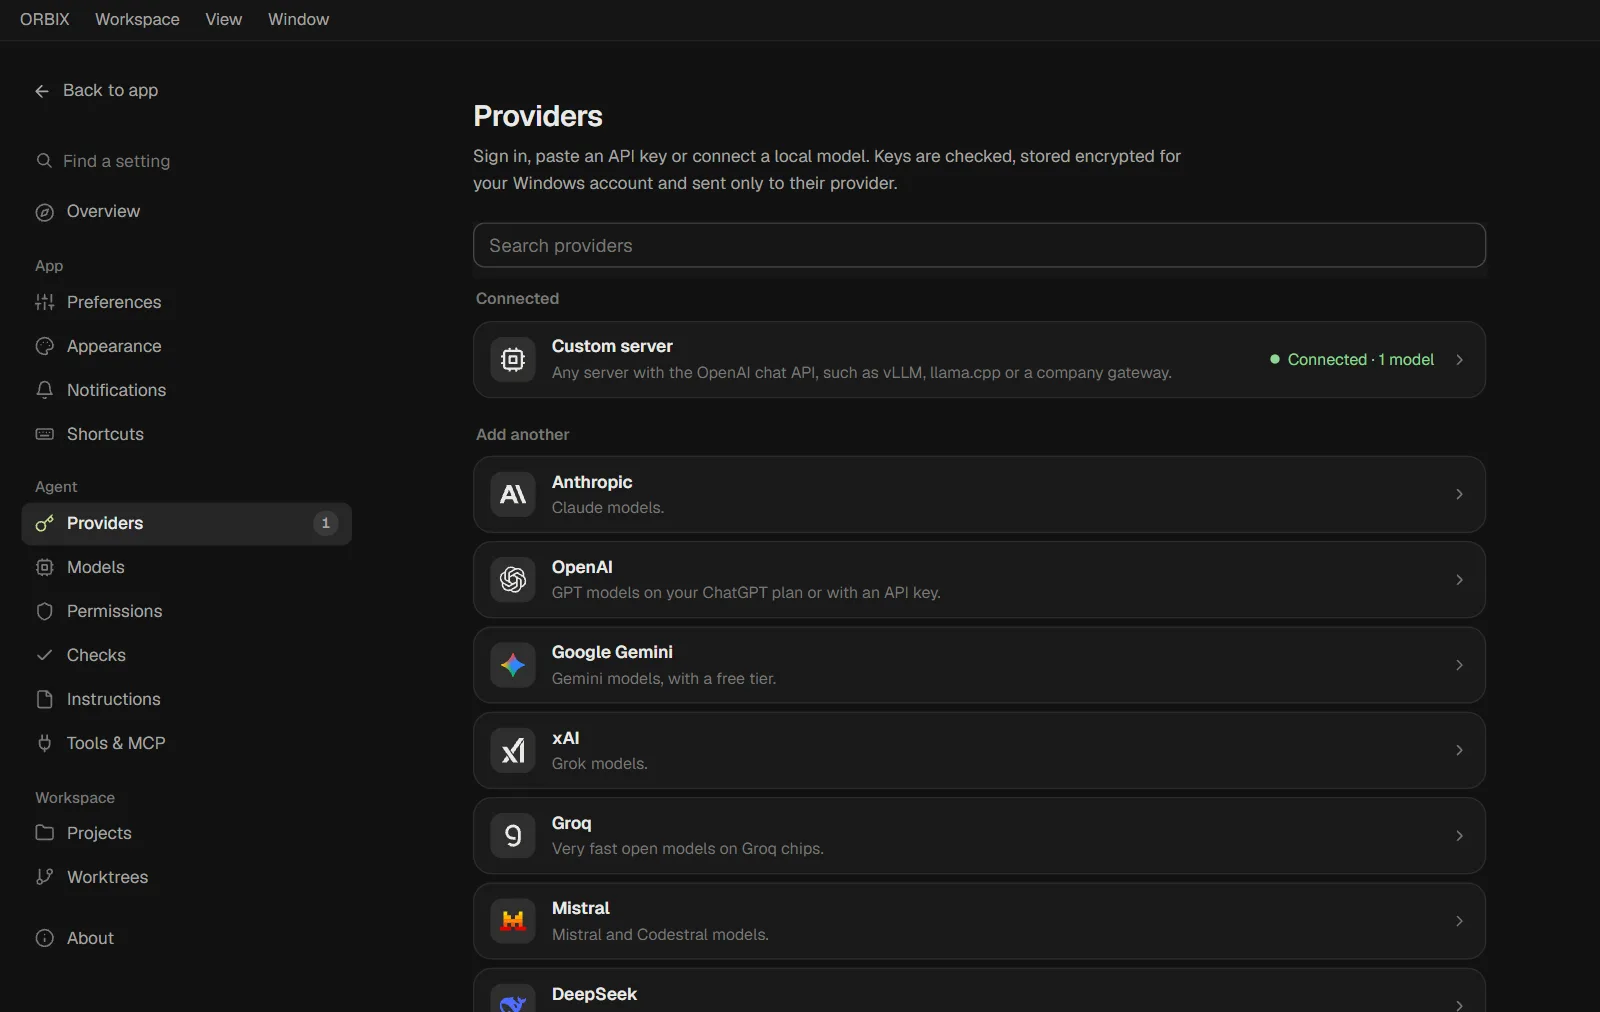 ORBIX Workspace View Window
Back to app
Find a setting
Overview
App
Preferences
Appearance
Notifications
Shortcuts
Agent
Providers 1
Models
Permissions
Checks
Instructions
Tools & MCP
Workspace
Projects
Worktrees
About
Providers
Sign in, paste an API key or connect a local model. Keys are checked, stored encrypted for
your Windows account and sent only to their provider.
Search providers
Connected
Custom server
Any server with the OpenAI chat API, such as vLLM, llama.cpp or a company gateway.
Connected · 1 model
Add another
Anthropic
Claude models.
OpenAI
GPT models on your ChatGPT plan or with an API key.
Google Gemini
Gemini models, with a free tier.
xAI
Grok models.
Groq
Very fast open models on Groq chips.
Mistral
Mistral and Codestral models.
DeepSeek